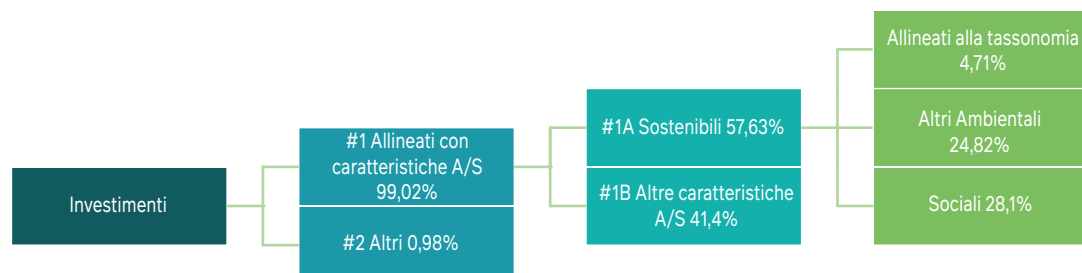 Investimenti
#1 Allineati con
caratteristiche A/S
99,02%
#2 Altri 0,98%
#1A Sostenibili 57,63%
#1B Altre caratteristiche
A/S 41,4%
Allineati alla tassonomia
4,71%
Altri Ambientali
24,82%
Sociali 28,1%